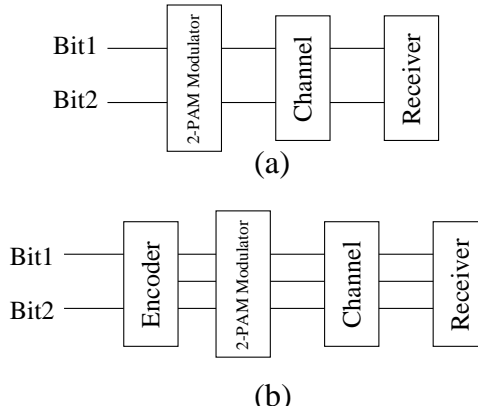 Bit1
Bit2
2-PAM Modulator
Channel
Receiver
(a)
Bit1
Bit2
Encoder
2-PAM Modulator
Channel
Receiver
(b)